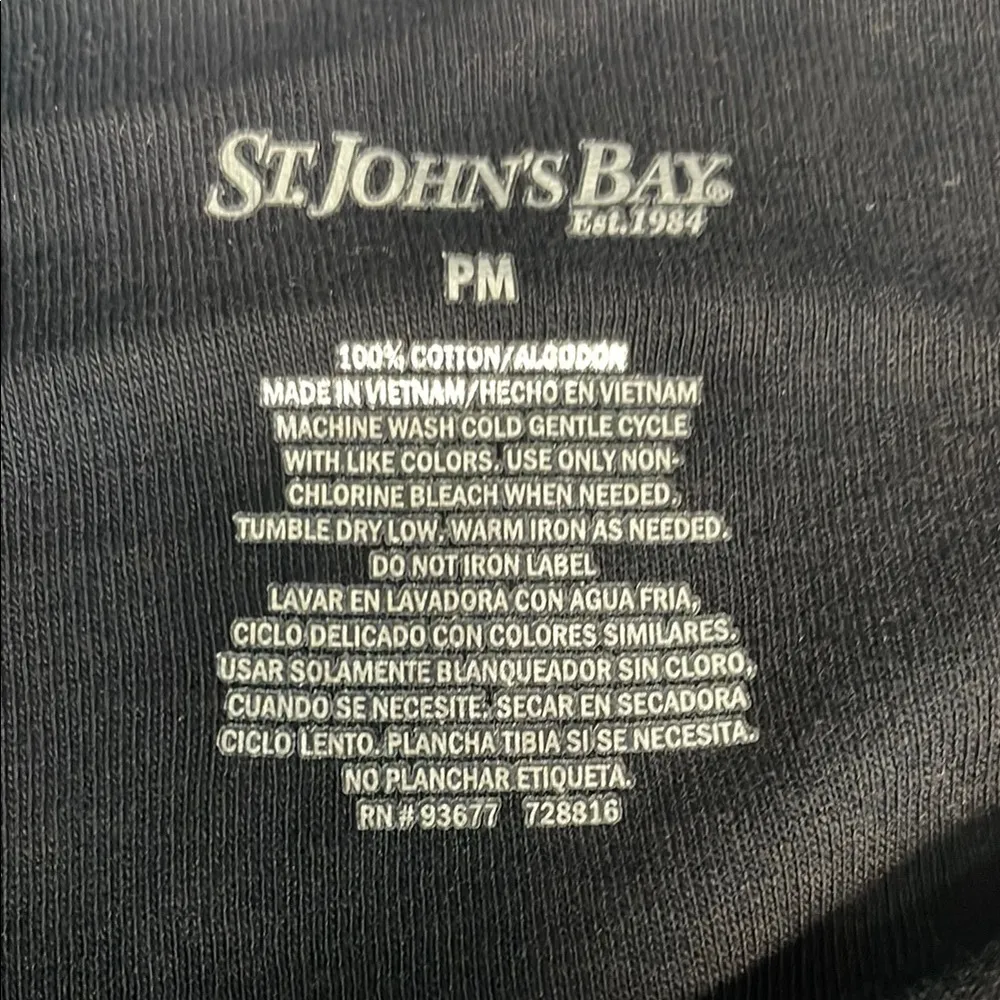 ST. JOHN'S BAY®
Est. 1984
PM
100% COTTON/ALGODON
MADE IN VIETNAM/HECHO EN VIETNAM
MACHINE WASH COLD GENTLE CYCLE
WITH LIKE COLORS. USE ONLY NON-
CHLORINE BLEACH WHEN NEEDED.
TUMBLE DRY LOW. WARM IRON AS NEEDED.
DO NOT IRON LABEL
LAVAR EN LAVADORA CON AGUA FRIA,
CICLO DELICADO CON COLORES SIMILARES.
USAR SOLAMENTE BLANQUEADOR SIN CLORO,
CUANDO SE NECESITE. SECAR EN SECADORA
CICLO LENTO. PLANCHA TIBIA SI SE NECESITA.
NO PLANCHAR ETIQUETA.
RN # 93677 728816